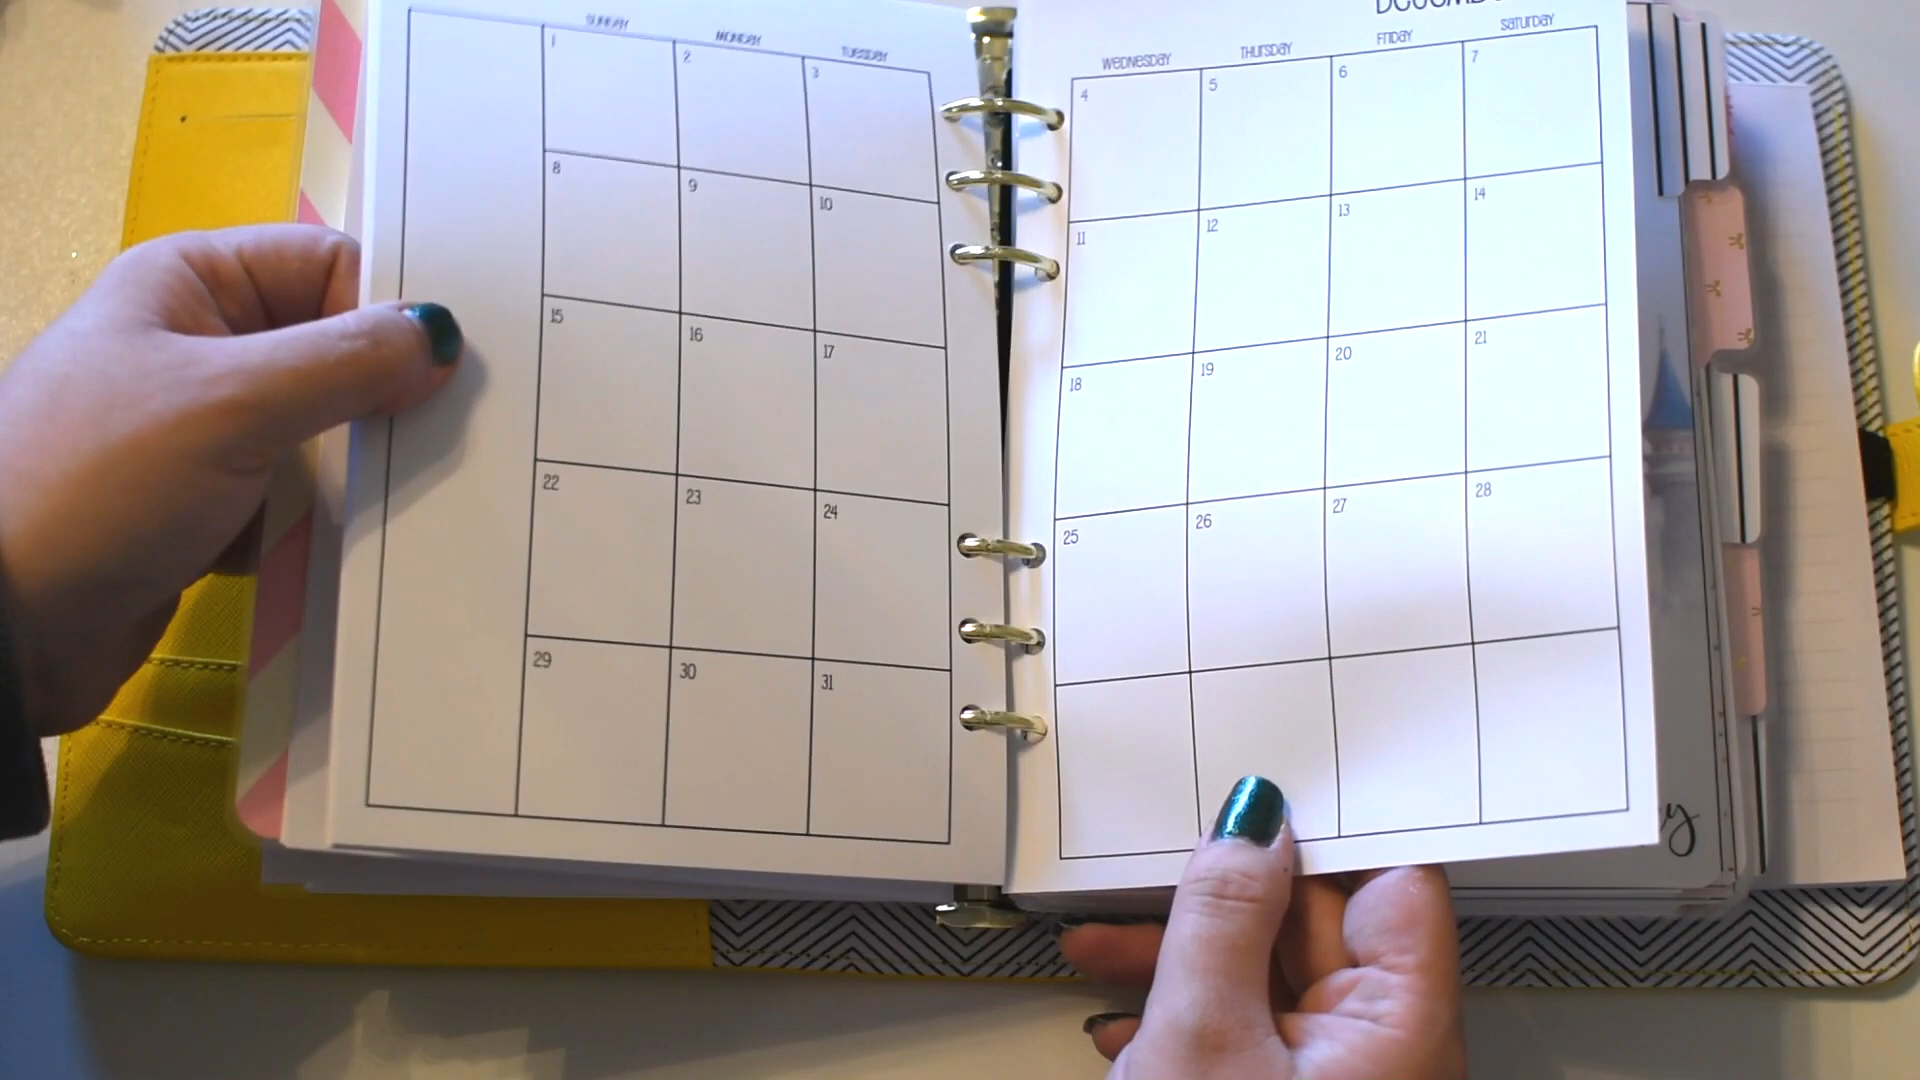 SUNDAY MONDAY TUESDAY
1 2 3
8 9 10
15 16 17
22 23 24
29 30 31
WEDNESDAY THURSDAY FRIDAY SATURDAY
4 5 6 7
11 12 13 14
18 19 20 21
25 26 27 28